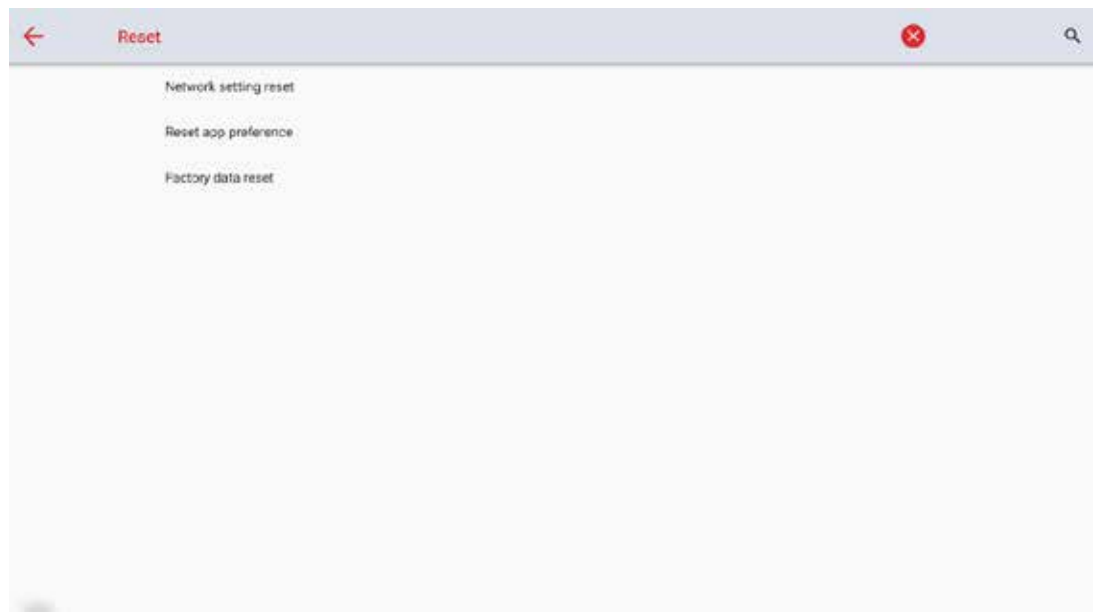 Reset
Network setting reset
Reset app preference
Factory data reset